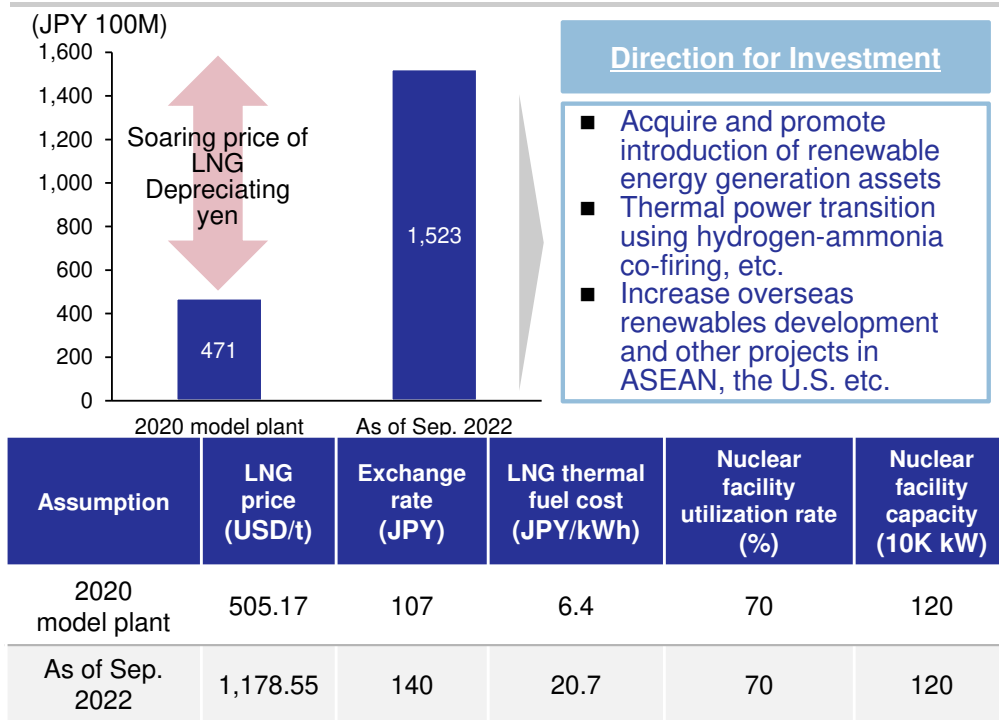 (JPY 100M)
1,600
1,400
1,200
1,000
800
600
400
200
0
Soaring price of
LNG
Depreciating
yen
471
1,523
2020 model plant
As of Sep. 2022
Direction for Investment
■ Acquire and promote
introduction of renewable
energy generation assets
■ Thermal power transition
using hydrogen-ammonia
co-firing, etc.
■ Increase overseas
renewables development
and other projects in
ASEAN, the U.S. etc.
Assumption
LNG
price
(USD/t)
Exchange
rate
(JPY)
LNG thermal
fuel cost
(JPY/kWh)
Nuclear
facility
utilization rate
(%)
Nuclear
facility
capacity
(10K kW)
2020
model plant
505.17
107
6.4
70
120
As of Sep.
2022
1,178.55
140
20.7
70
120